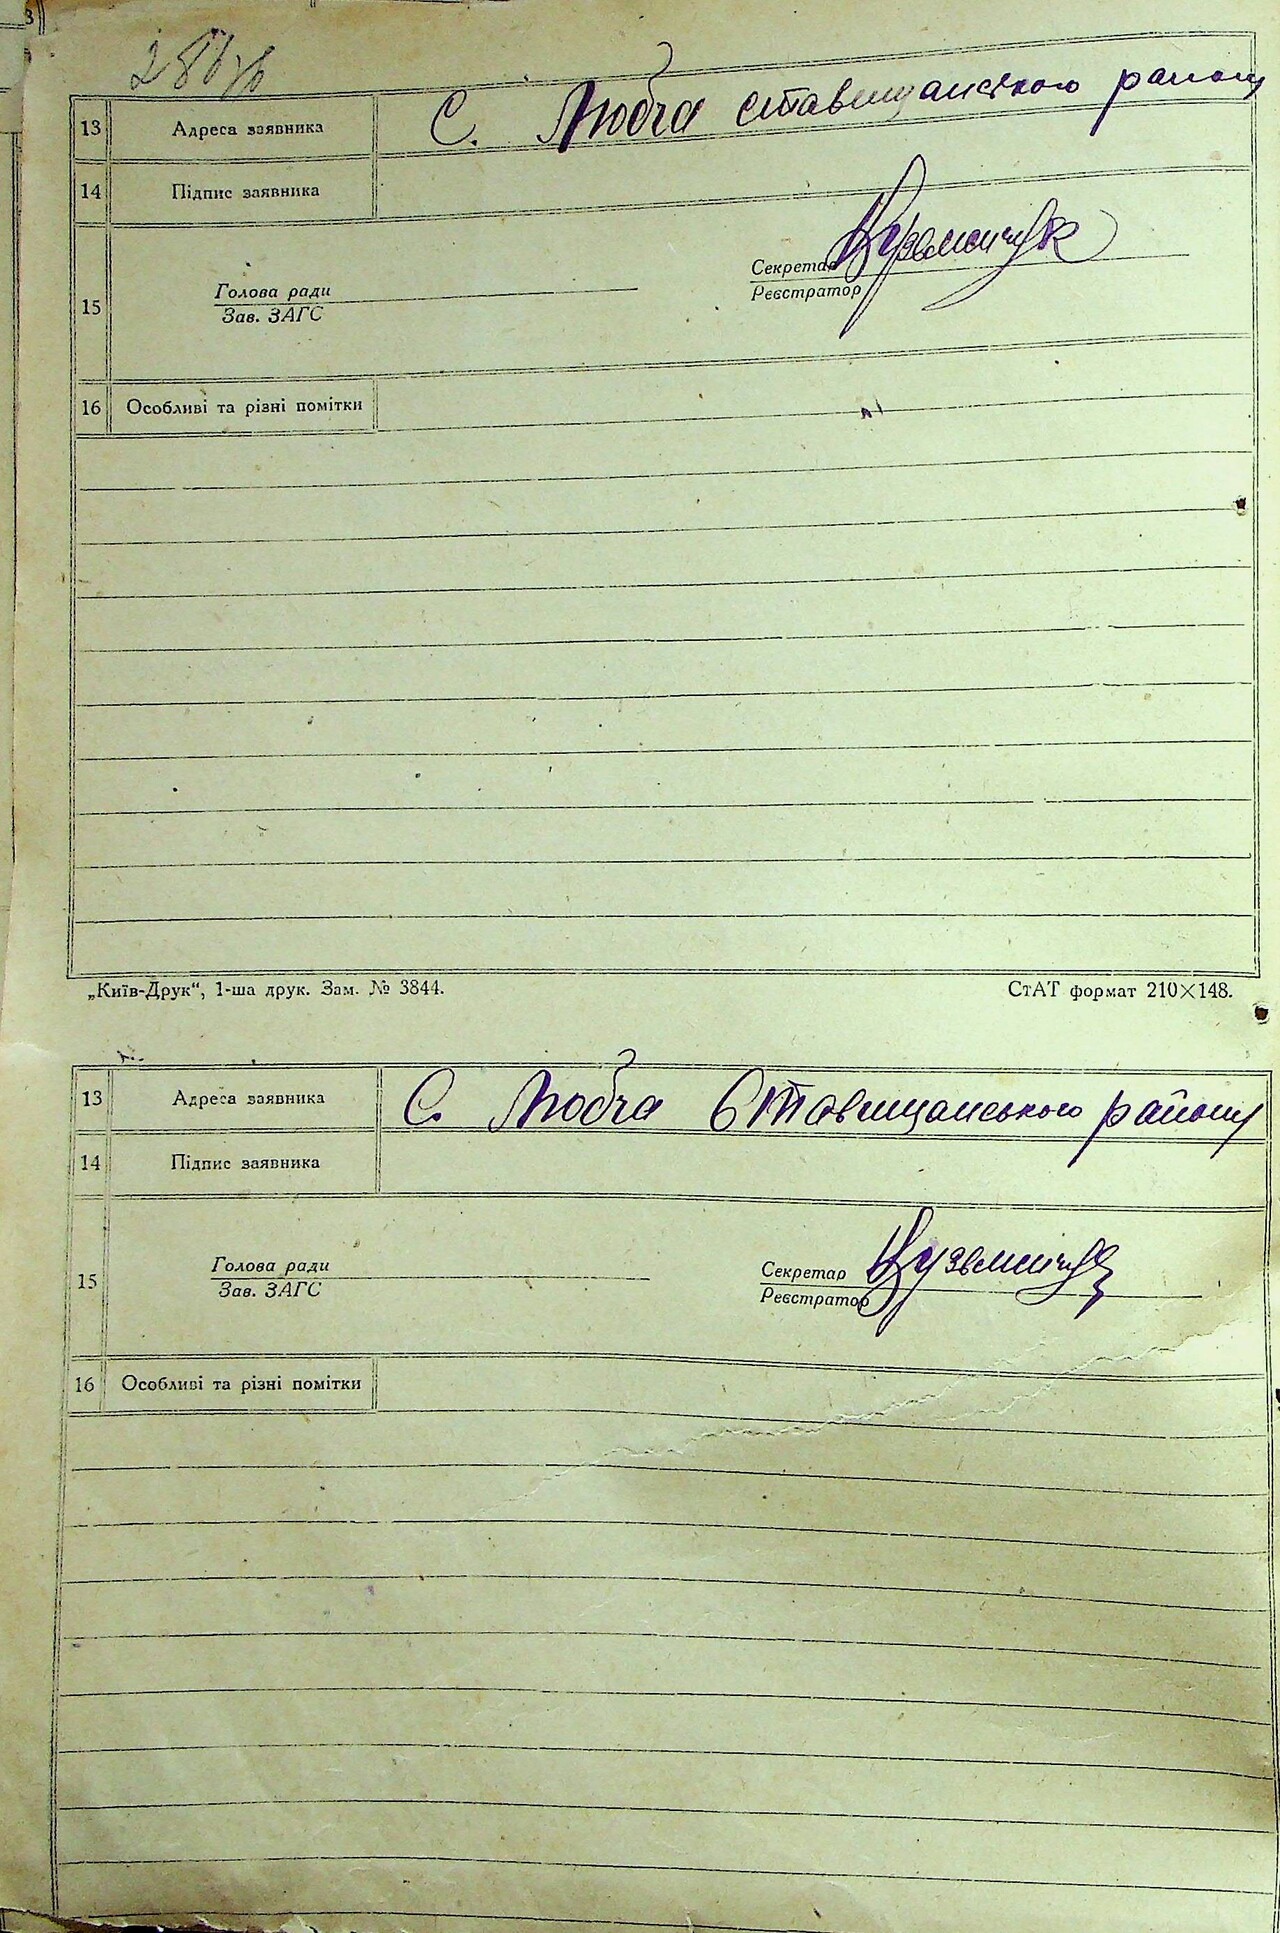 13 Адреса заявника С. Любча ставищанського району
14 Підпис заявника
15 Голова ради Секретар Кузьмичук
Зав. ЗАГС Реєстратор
16 Особливі та різні помітки
„Київ-Друк“, 1-ша друк. Зам. № 3844. СтАТ формат 210×148.
13 Адреса заявника С. Любча Ставищанського району
14 Підпис заявника
15 Голова ради Секретар
Зав. ЗАГС Реєстратор
16 Особливі та різні помітки